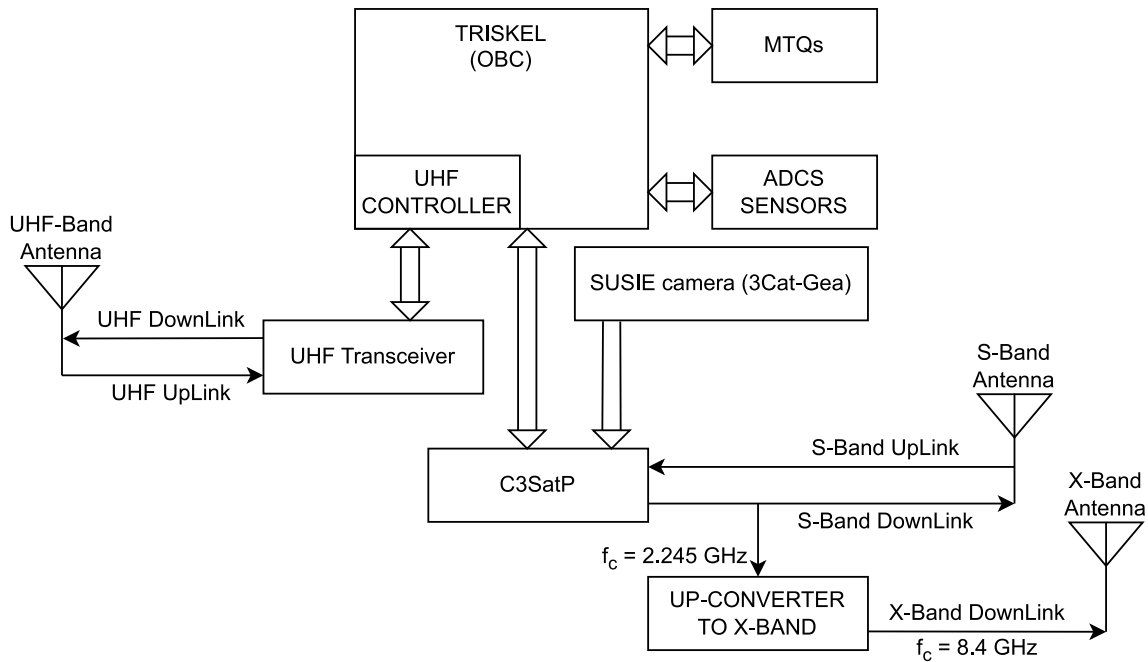 TRISKEL
(OBC)
MTQs
UHF
CONTROLLER
ADCS
SENSORS
UHF-Band
Antenna
SUSIE camera (3Cat-Gea)
UHF DownLink
UHF Transceiver
UHF UpLink
S-Band
Antenna
S-Band UpLink
C3SatP
S-Band DownLink
X-Band
Antenna
fc = 2.245 GHz
UP-CONVERTER
TO X-BAND
X-Band DownLink
fc = 8.4 GHz